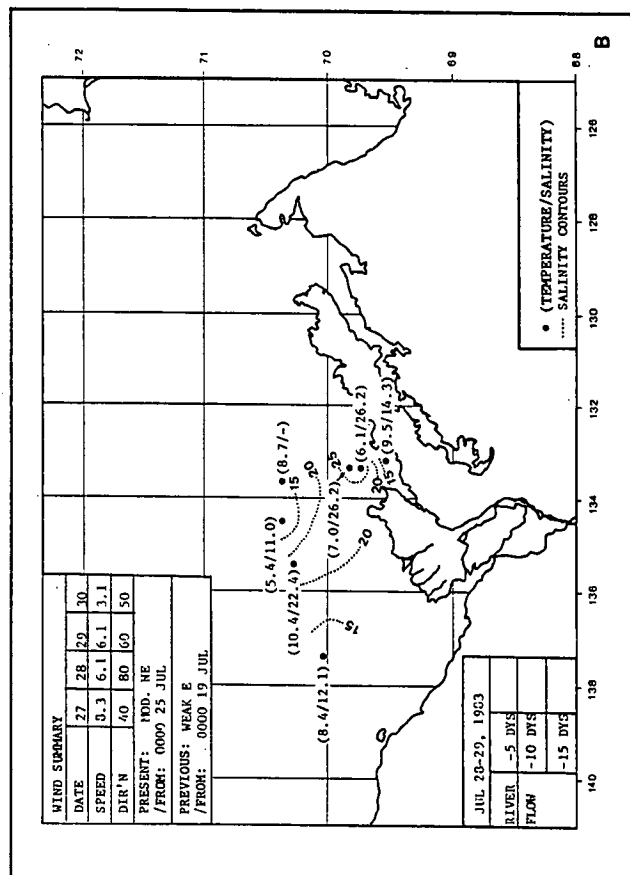 WIND SUMMARY
DATE 27 28 29 30
SPEED 8.3 6.1 6.1 3.1
DIR'N 40 80 60 50
PRESENT: MOD. NE
/FROM: 0000 25 JUL
PREVIOUS: WEAK E
/FROM: 0000 19 JUL
72
71
70
69
68
B
(5.4/11.0)
(8.7/-)
15
20
(10.4/22.4)
25
(7.0/26.2)
(6.1/26.2)
20
15
(9.5/14.3)
20
15
(8.4/12.1)
JUL 28-29, 1983
RIVER -5 DYS
FLOW -10 DYS
-15 DYS
• (TEMPERATURE/SALINITY)
..... SALINITY CONTOURS
140 138 136 134 132 130 128 126